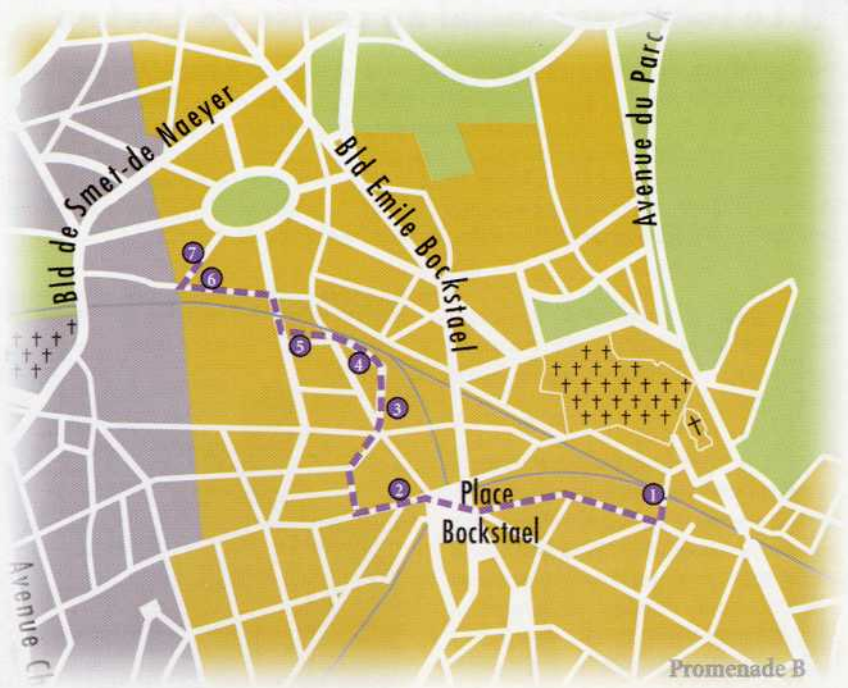 Bld de Smet-de Naeyer
Bld Emile Bockstael
Avenue du Parc
7
6
5
4
3
2
1
Place
Bockstael
Avenue
Promenade B